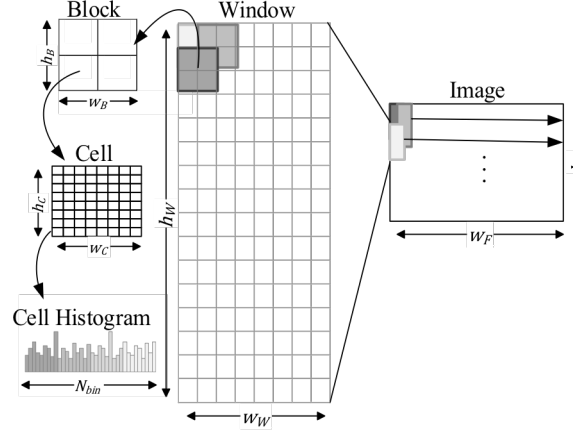 Block
Window
h_B
w_B
Image
Cell
h_C
w_C
h_W
w_F
Cell Histogram
N_bin
w_W